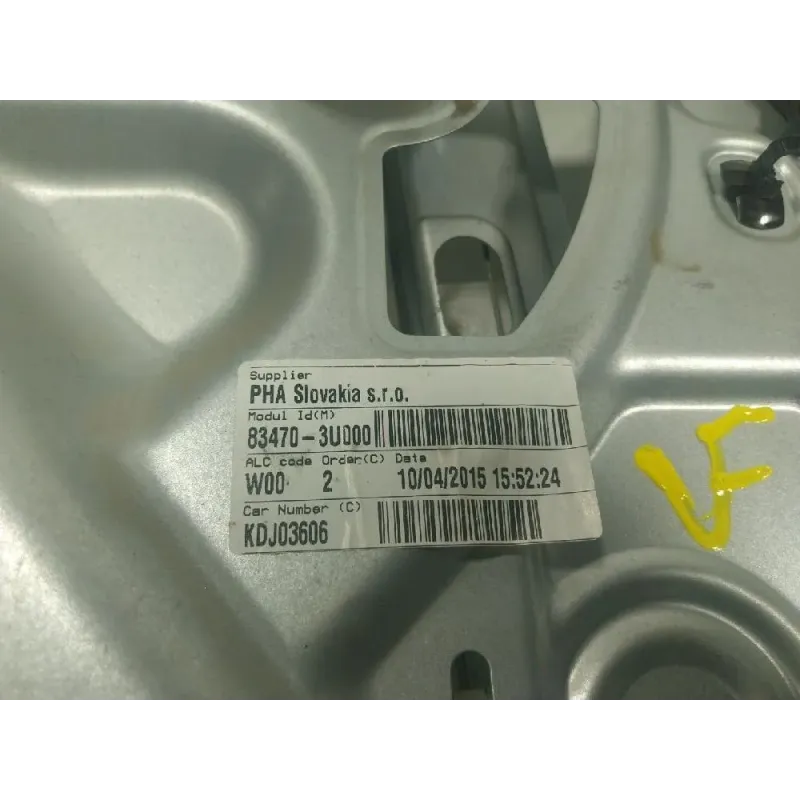 Supplier
PHA Slovakia s.r.o.
Modul Id(M)
83470-3U000
ALC code Order(C) Date
W00 2 10/04/2015 15:52:24
Car Number (C)
KDJ03606
VF